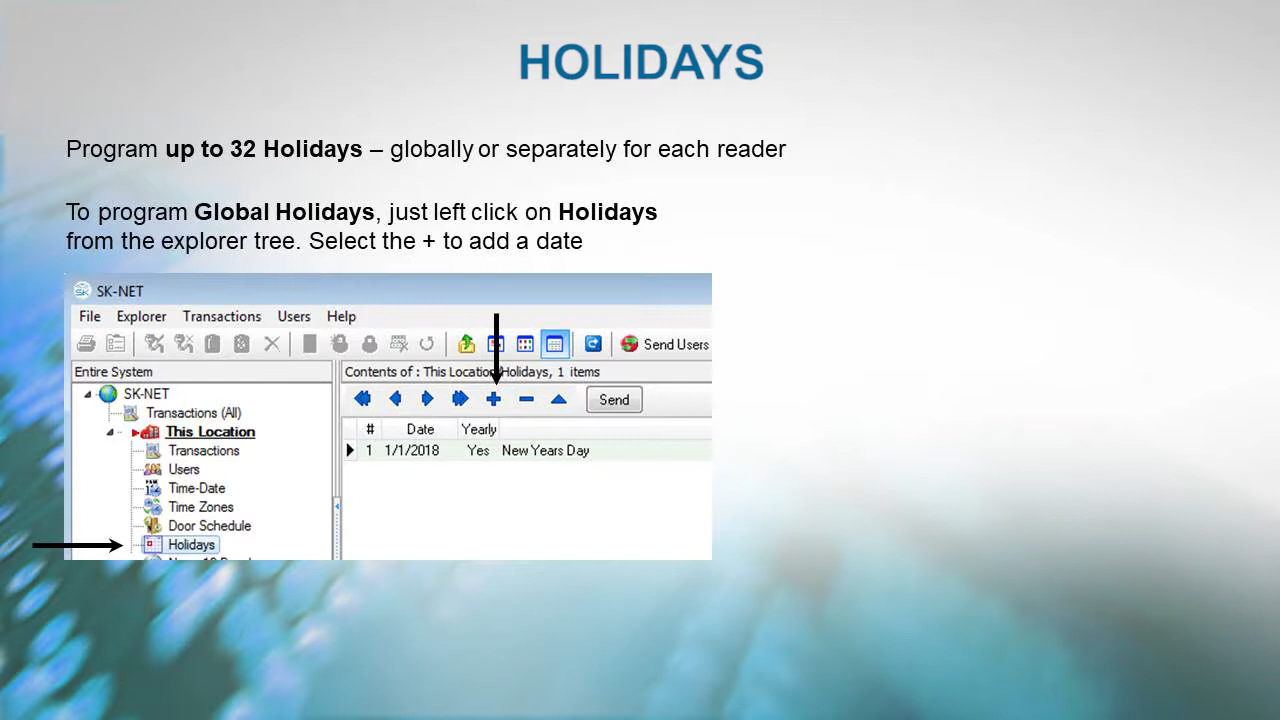 HOLIDAYS
Program up to 32 Holidays – globally or separately for each reader
To program Global Holidays, just left click on Holidays
from the explorer tree. Select the + to add a date
SK-NET
File Explorer Transactions Users Help
Send Users
Entire System
Contents of : This Location\Holidays, 1 items
SK-NET
Transactions (All)
This Location
Transactions
Users
Time-Date
Time Zones
Door Schedule
Holidays
Send
# Date Yearly
1 1/1/2018 Yes New Years Day